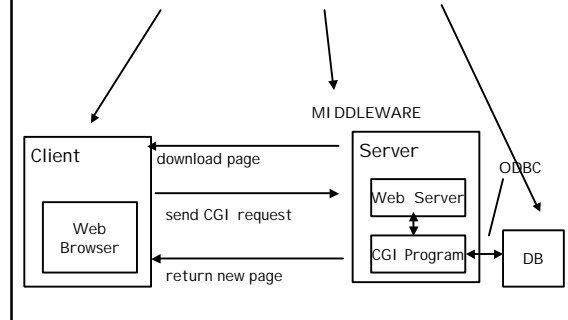 MIDDLEWARE
Client
Server
download page
ODBC
Web Server
send CGI request
Web
Browser
CGI Program
DB
return new page